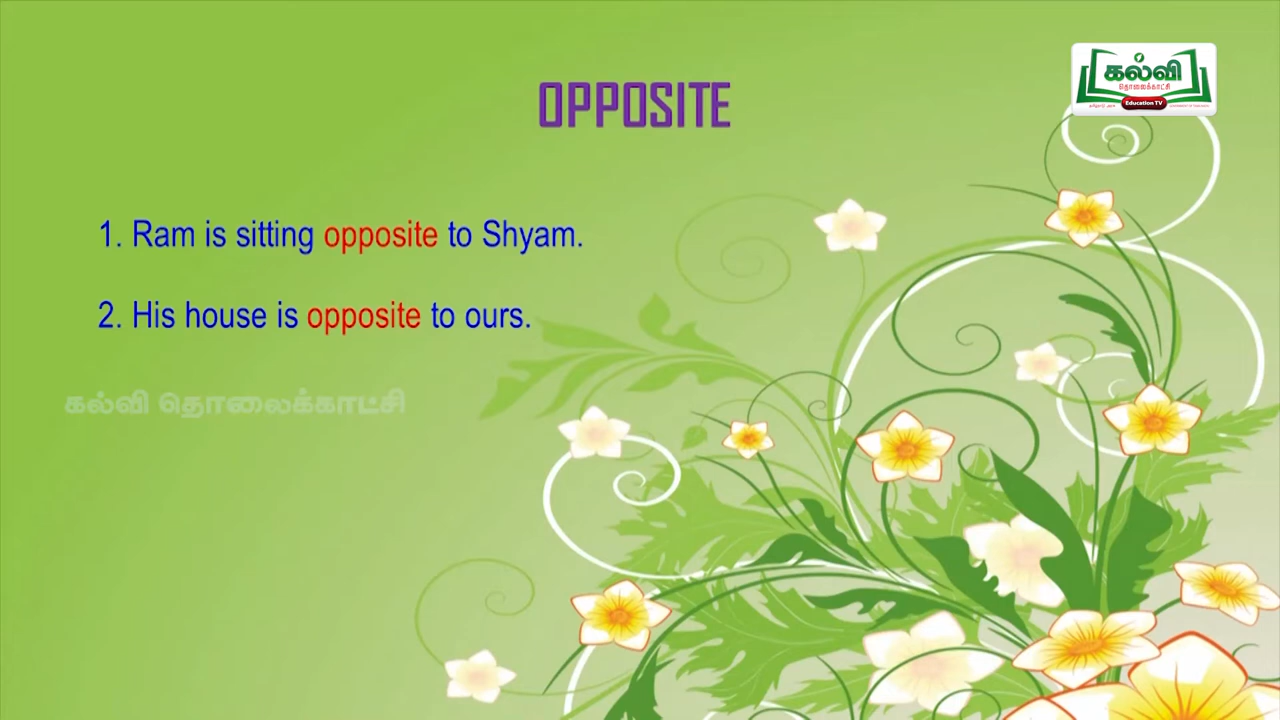 கல்வி
தொலைக்காட்சி
Education TV
OPPOSITE
1. Ram is sitting opposite to Shyam.
2. His house is opposite to ours.
கல்வி தொலைக்காட்சி